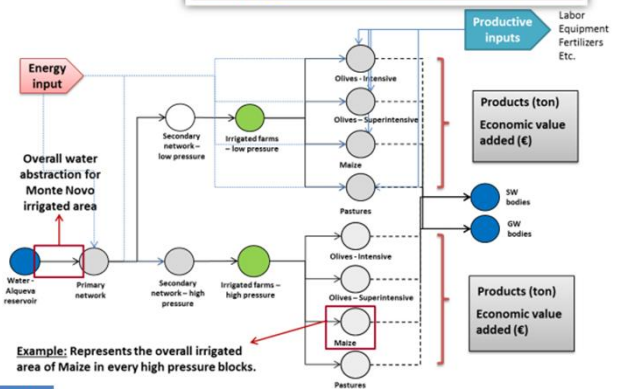 Productive
inputs
Labor
Equipment
Fertilizers
Etc.
Energy
input
Olives - Intensive
Olives – Superintensive
Maize
Pastures
Secondary
network –
low pressure
Irrigated farms
– low pressure
Products (ton)
Economic value
added (€)
Overall water
abstraction for
Monte Novo
irrigated area
SW
bodies
GW
bodies
Water -
Alqueva
reservoir
Primary
network
Secondary
network – high
pressure
Irrigated farms –
high pressure
Olives - Intensive
Olives – Superintensive
Maize
Pastures
Products (ton)
Economic value
added (€)
Example: Represents the overall irrigated
area of Maize in every high pressure blocks.